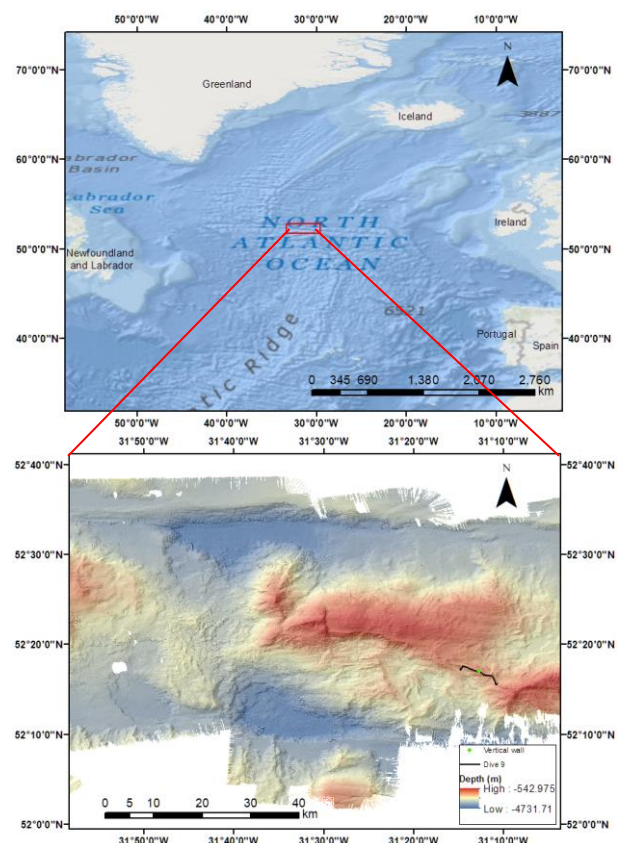 50°0'0"W 40°0'0"W 30°0'0"W 20°0'0"W 10°0'0"W
N
70°0'0"N 70°0'0"N
Greenland
Iceland
3887
60°0'0"N 60°0'0"N
abrador
Basin
Labrador
Sea
NORTH
ATLANTIC
OCEAN
Ireland
50°0'0"N 50°0'0"N
Newfoundland
and Labrador
6521
40°0'0"N 40°0'0"N
Portugal
Spain
tic Ridge
0 345 690 1,380 2,070 2,760
km
50°0'0"W 40°0'0"W 30°0'0"W 20°0'0"W 10°0'0"W
31°50'0"W 31°40'0"W 31°30'0"W 31°20'0"W 31°10'0"W
52°40'0"N 52°40'0"N
N
52°30'0"N 52°30'0"N
52°20'0"N 52°20'0"N
52°10'0"N 52°10'0"N
Vertical wall
Dive 9
Depth (m)
High : -542.975
Low : -4731.71
0 5 10 20 30 40
km
52°0'0"N 52°0'0"N
31°50'0"W 31°40'0"W 31°30'0"W 31°20'0"W 31°10'0"W